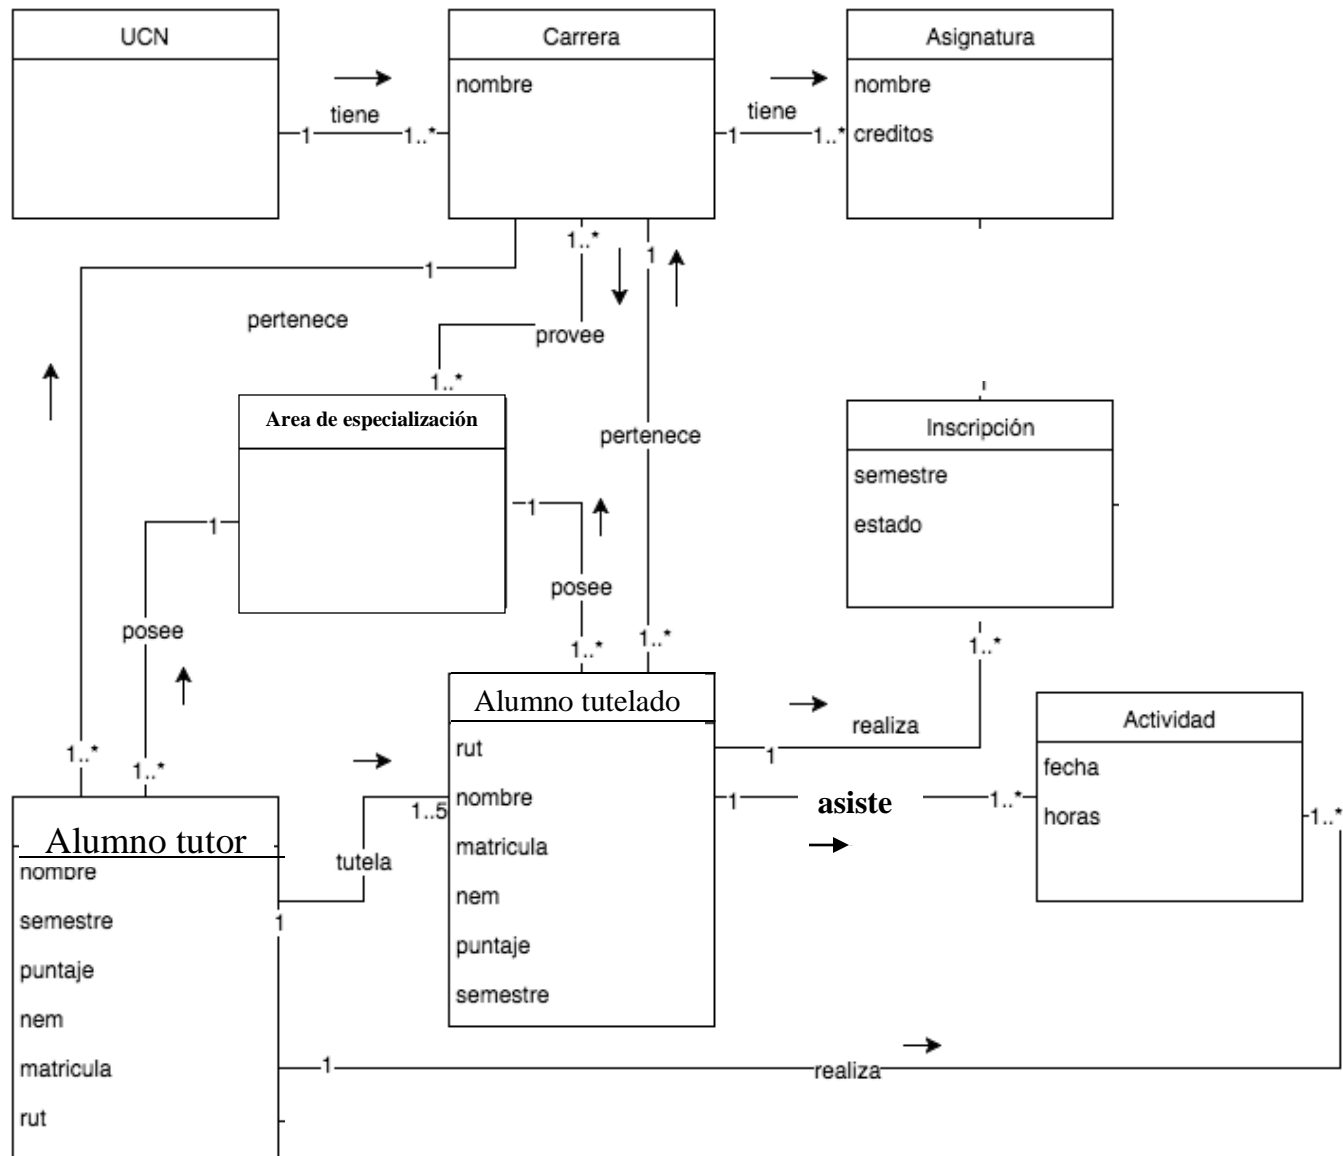 UCN
Carrera
nombre
Asignatura
nombre
creditos
tiene
1
1..*
tiene
1
1..*
1
1..*
1
pertenece
provee
1..*
Area de especialización
pertenece
Inscripción
semestre
estado
1
1
posee
posee
1..*
1..*
1..*
Alumno tutelado
rut
nombre
matricula
nem
puntaje
semestre
realiza
1
Actividad
fecha
horas
1..*
1..*
1..5
1
asiste
1..*
1..*
Alumno tutor
nombre
semestre
puntaje
nem
matricula
rut
tutela
1
1
realiza